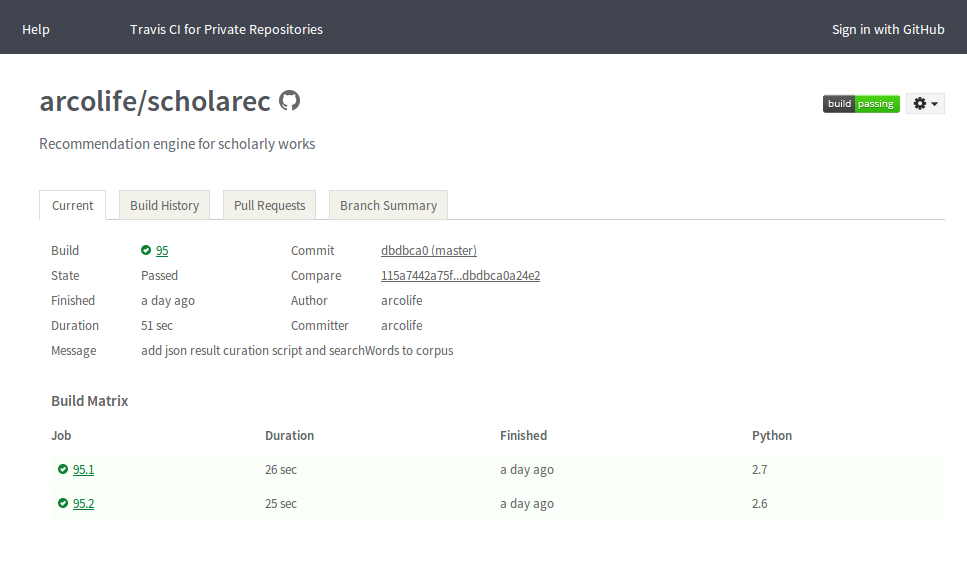 Help Travis CI for Private Repositories Sign in with GitHub
arcolife/scholarec
build passing
Recommendation engine for scholarly works
Current Build History Pull Requests Branch Summary
Build 95 Commit dbdbca0 (master)
State Passed Compare 115a7442a75f...dbdbca0a24e2
Finished a day ago Author arcolife
Duration 51 sec Committer arcolife
Message add json result curation script and searchWords to corpus
Build Matrix
Job Duration Finished Python
95.1 26 sec a day ago 2.7
95.2 25 sec a day ago 2.6